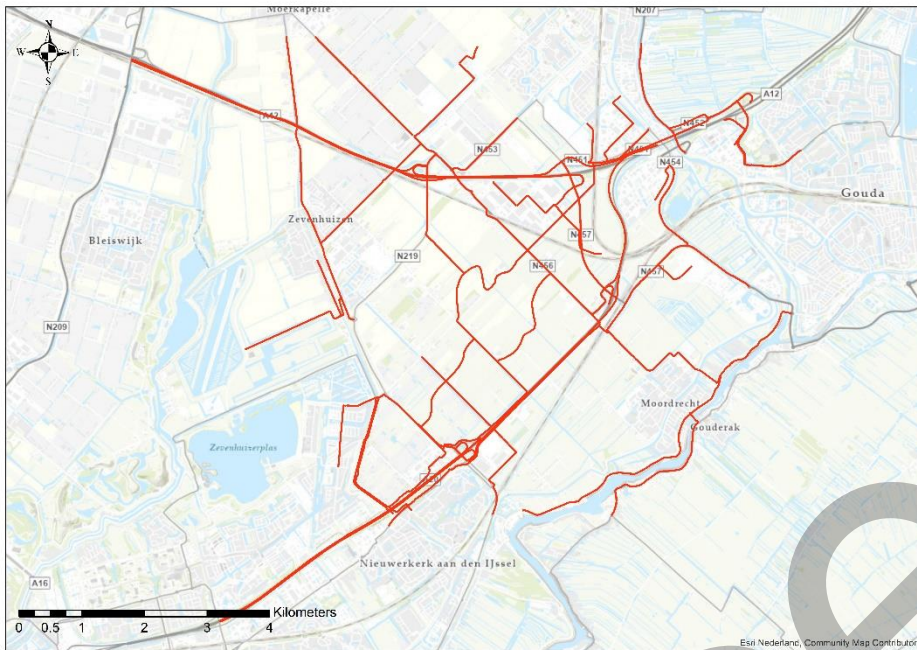 Moerkapelle
N207
N
W E
S
A12
A12
N452
N453
N451
N454
Gouda
Zevenhuizen
Bleiswijk
N219
N457
N456
N457
N209
Moordrecht
Gouderak
Zevenhuizerplas
A20
Nieuwerkerk aan den IJssel
A16
Kilometers
0 0.5 1 2 3 4
Esri Nederland, Community Map Contributor